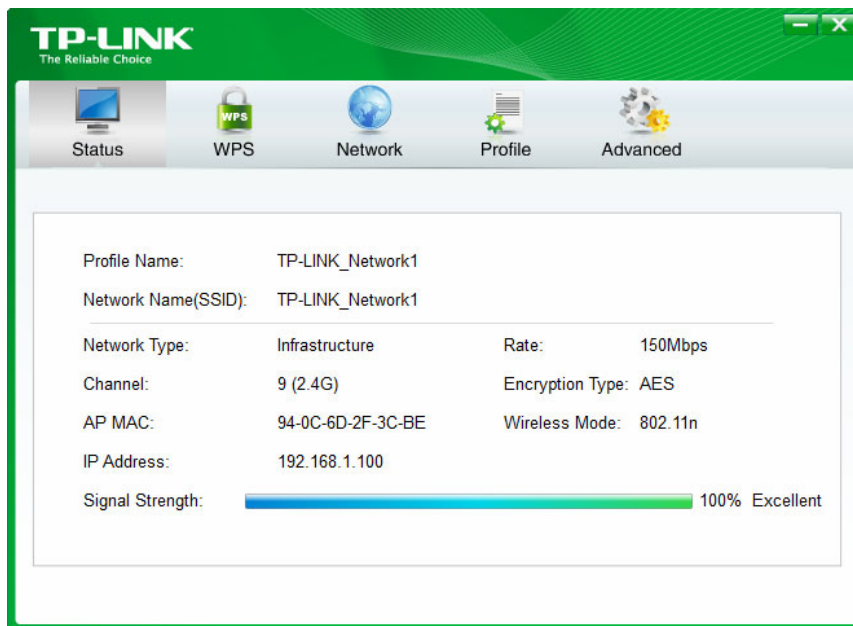 TP-LINK
The Reliable Choice
WPS
Status WPS Network Profile Advanced
Profile Name: TP-LINK_Network1
Network Name(SSID): TP-LINK_Network1
Network Type: Infrastructure Rate: 150Mbps
Channel: 9 (2.4G) Encryption Type: AES
AP MAC: 94-0C-6D-2F-3C-BE Wireless Mode: 802.11n
IP Address: 192.168.1.100
Signal Strength: 100% Excellent